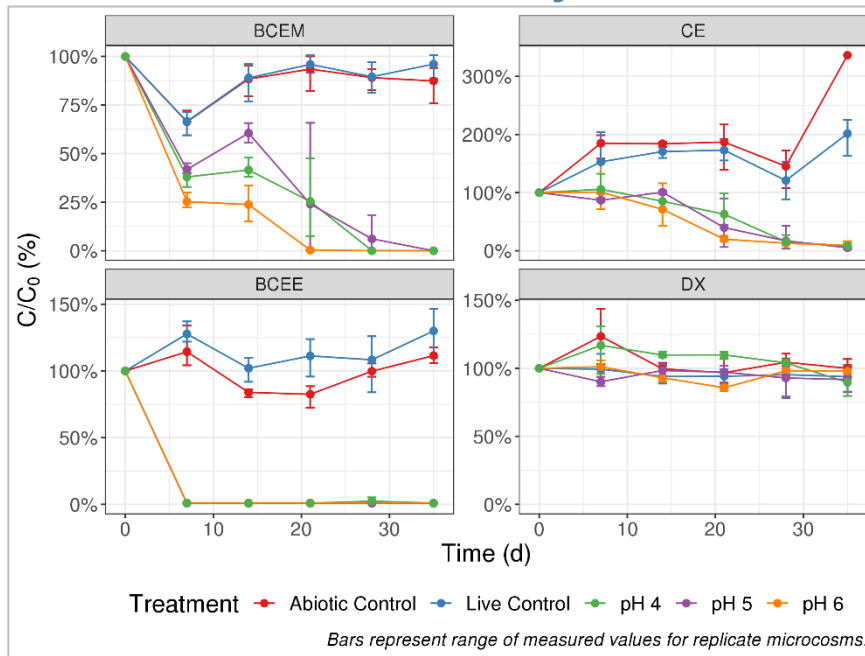 BCEM
CE
100%
75%
50%
25%
0%
300%
200%
100%
0%
C/C₀ (%)
BCEE
DX
150%
100%
50%
0%
150%
100%
50%
0%
0 10 20 30
0 10 20 30
Time (d)
Treatment Abiotic Control Live Control pH 4 pH 5 pH 6
Bars represent range of measured values for replicate microcosms.